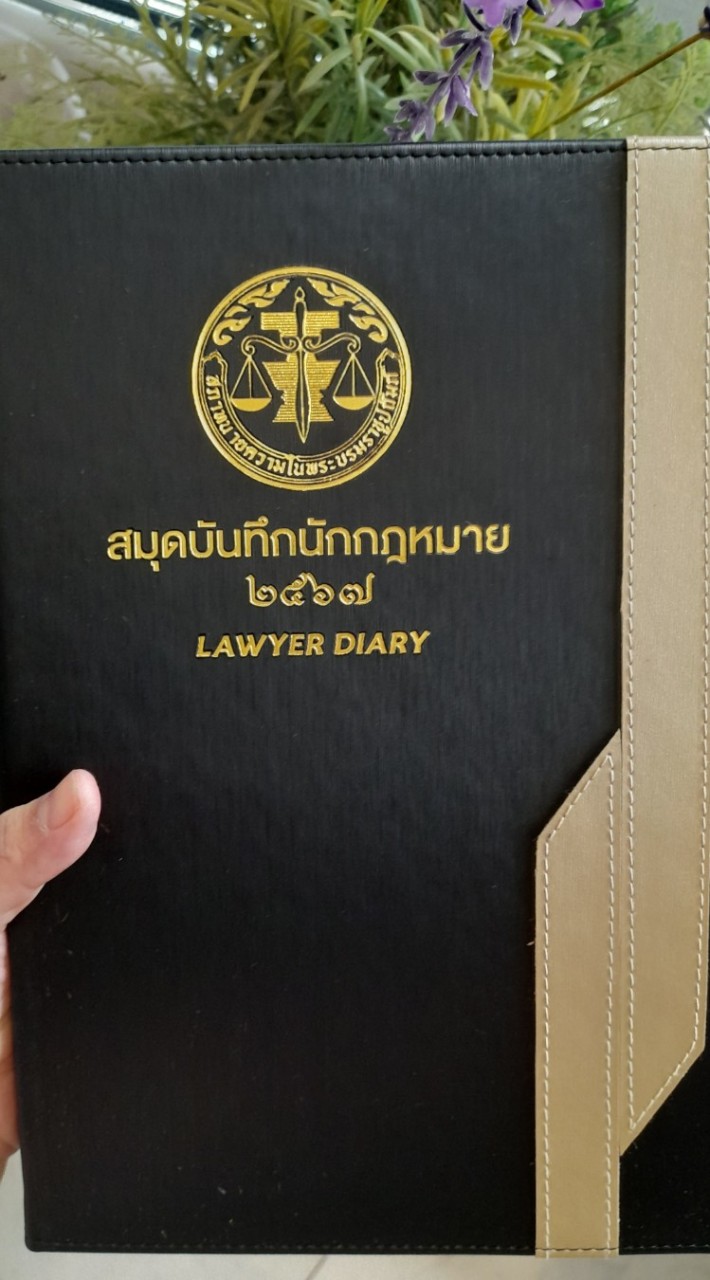 สภาทนายความในพระบรมราชูปถัมภ์
สมุดบันทึกนักกฎหมาย
๒๕๖๗
LAWYER DIARY